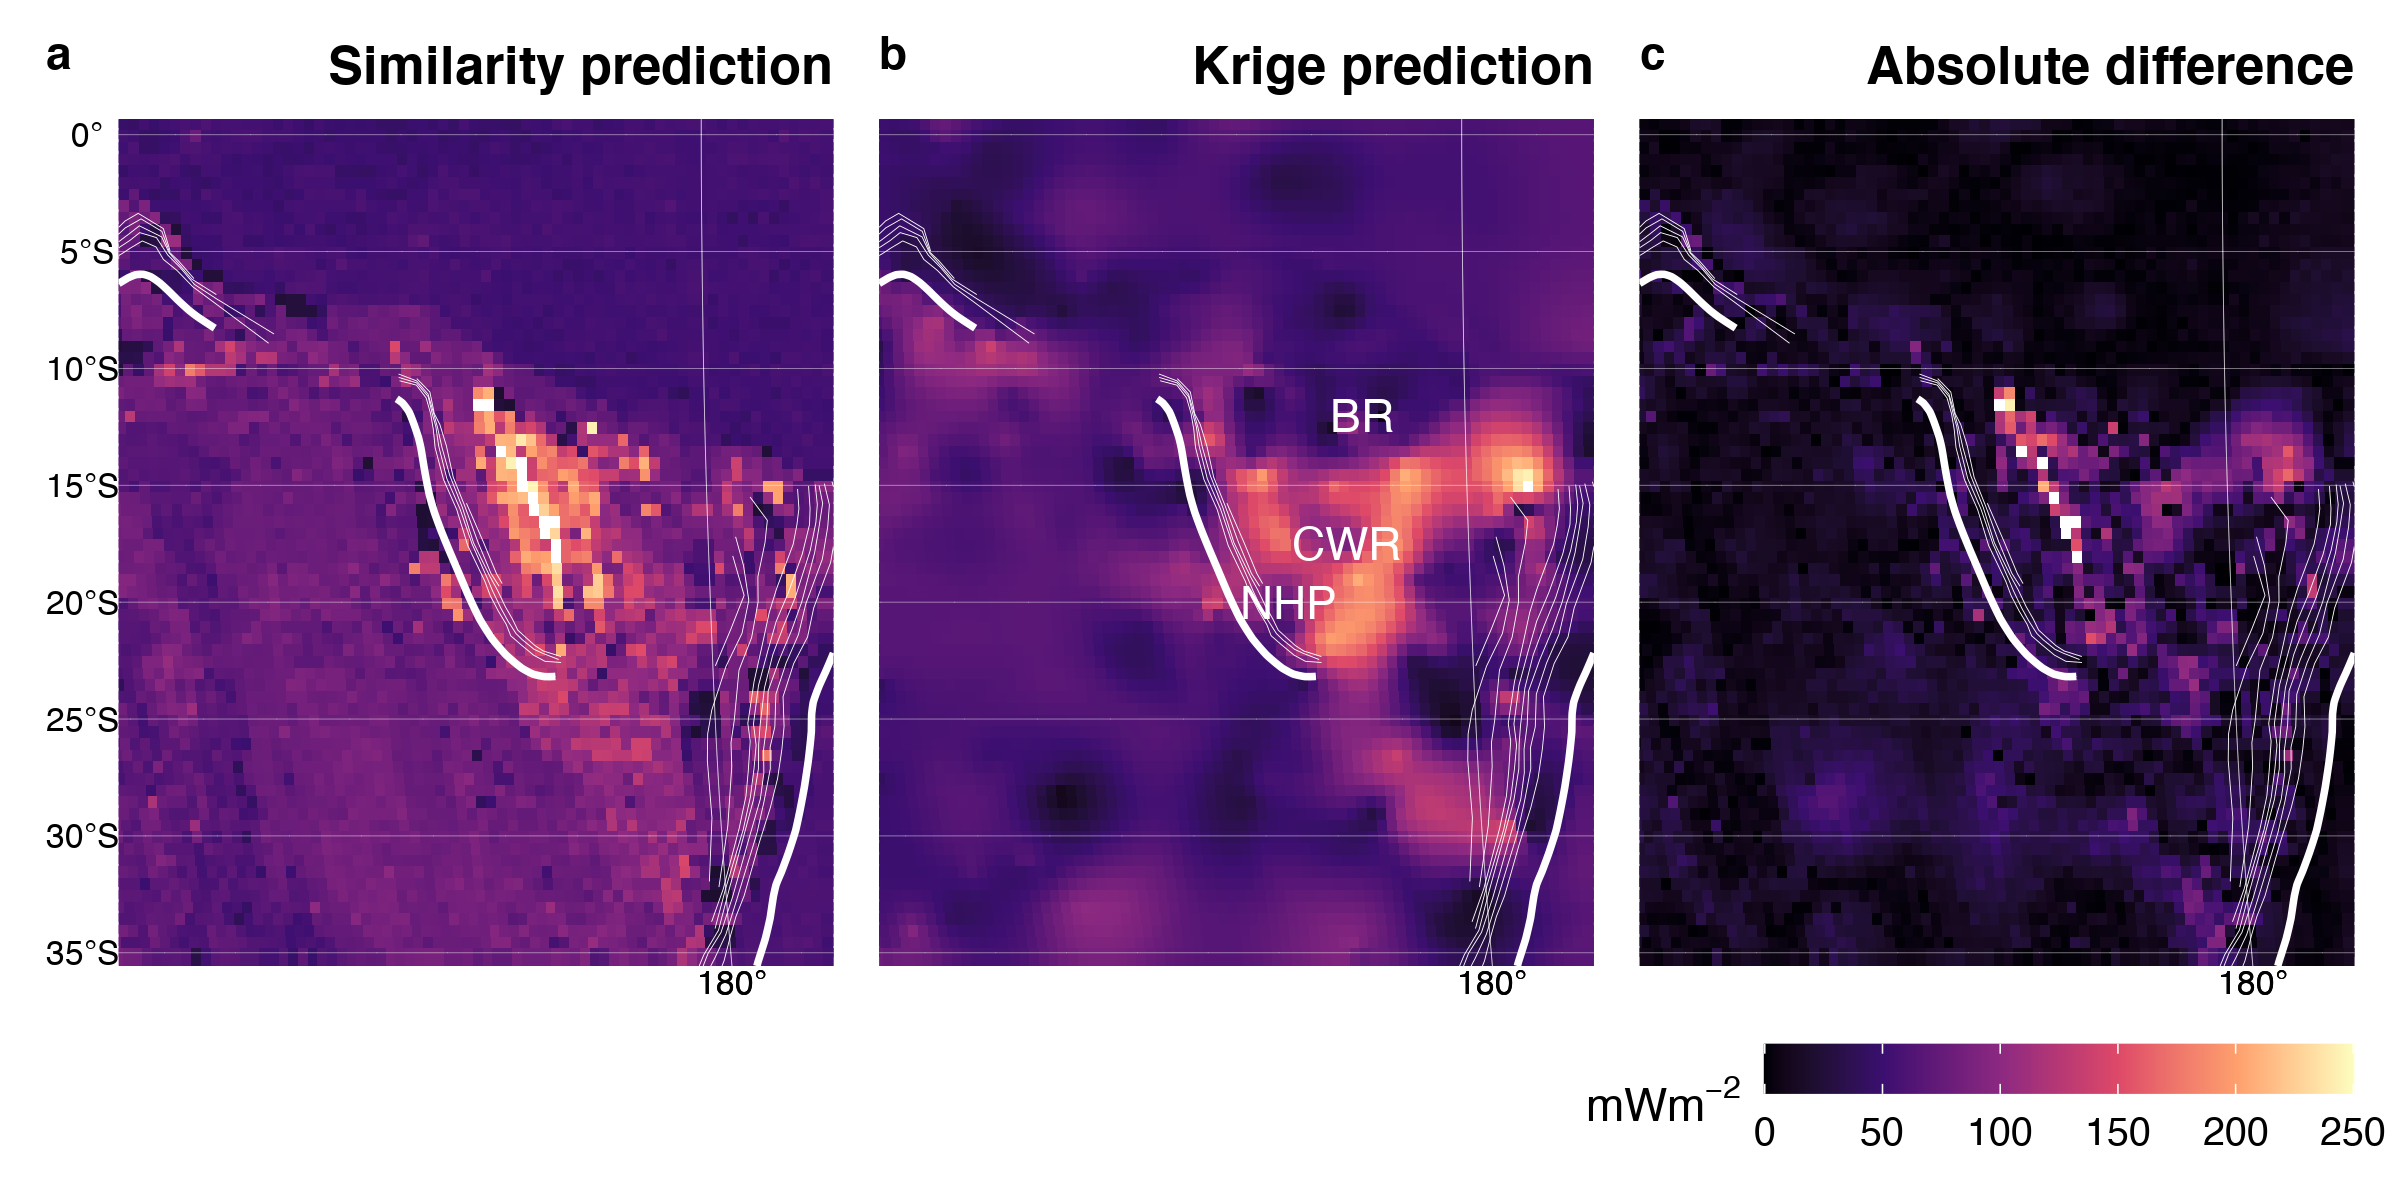 a Similarity prediction
b Krige prediction
c Absolute difference
0°
5°S
10°S
15°S
20°S
25°S
30°S
35°S
BR
CWR
NHP
180° 180° 180°
mWm⁻²
0 50 100 150 200 250